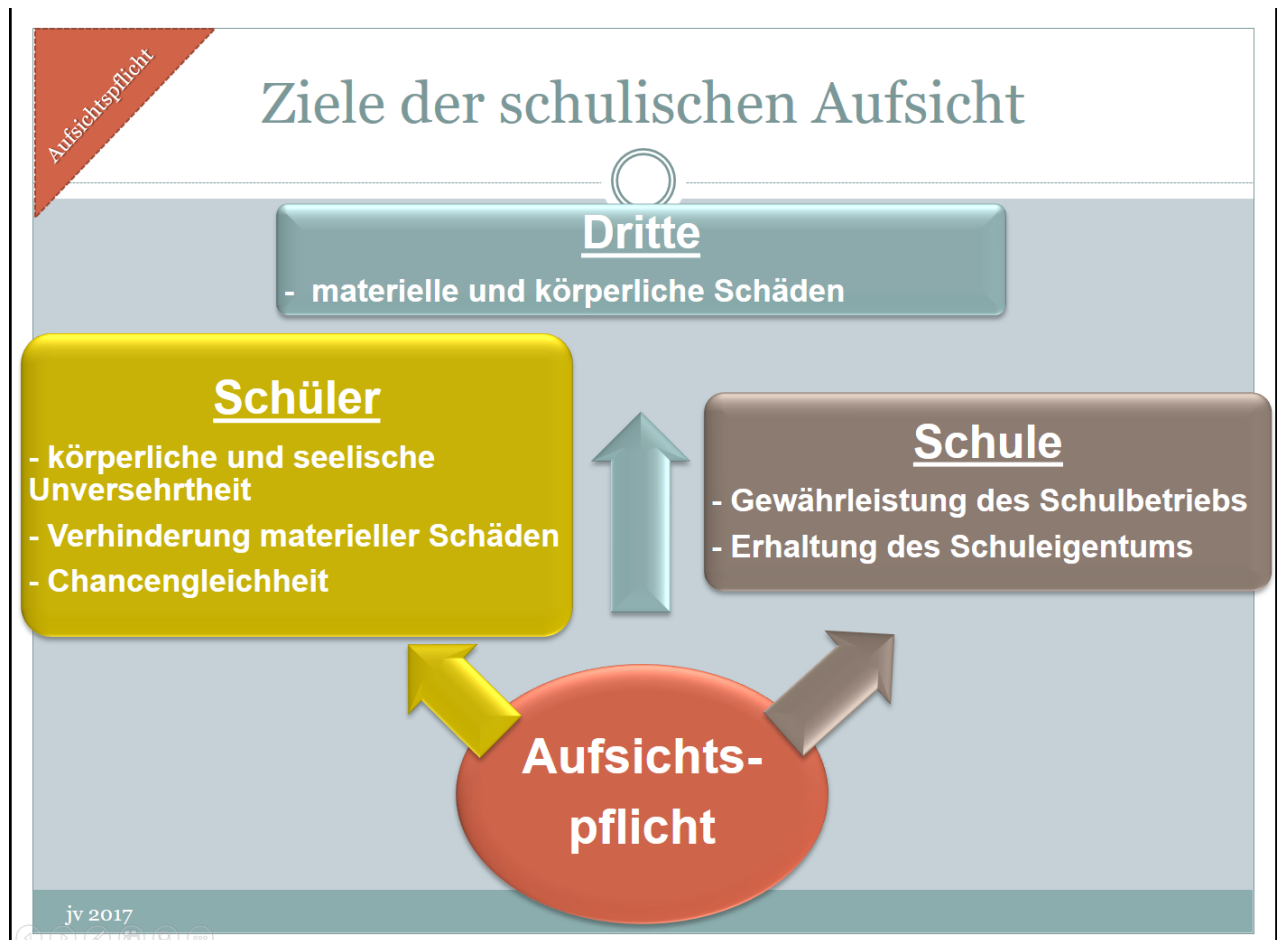 Aufsichtspflicht
Ziele der schulischen Aufsicht
Dritte
- materielle und körperliche Schäden
Schüler
- körperliche und seelische
Unversehrtheit
- Verhinderung materieller Schäden
- Chancengleichheit
Schule
- Gewährleistung des Schulbetriebs
- Erhaltung des Schuleigentums
Aufsichts-
pflicht
jv 2017